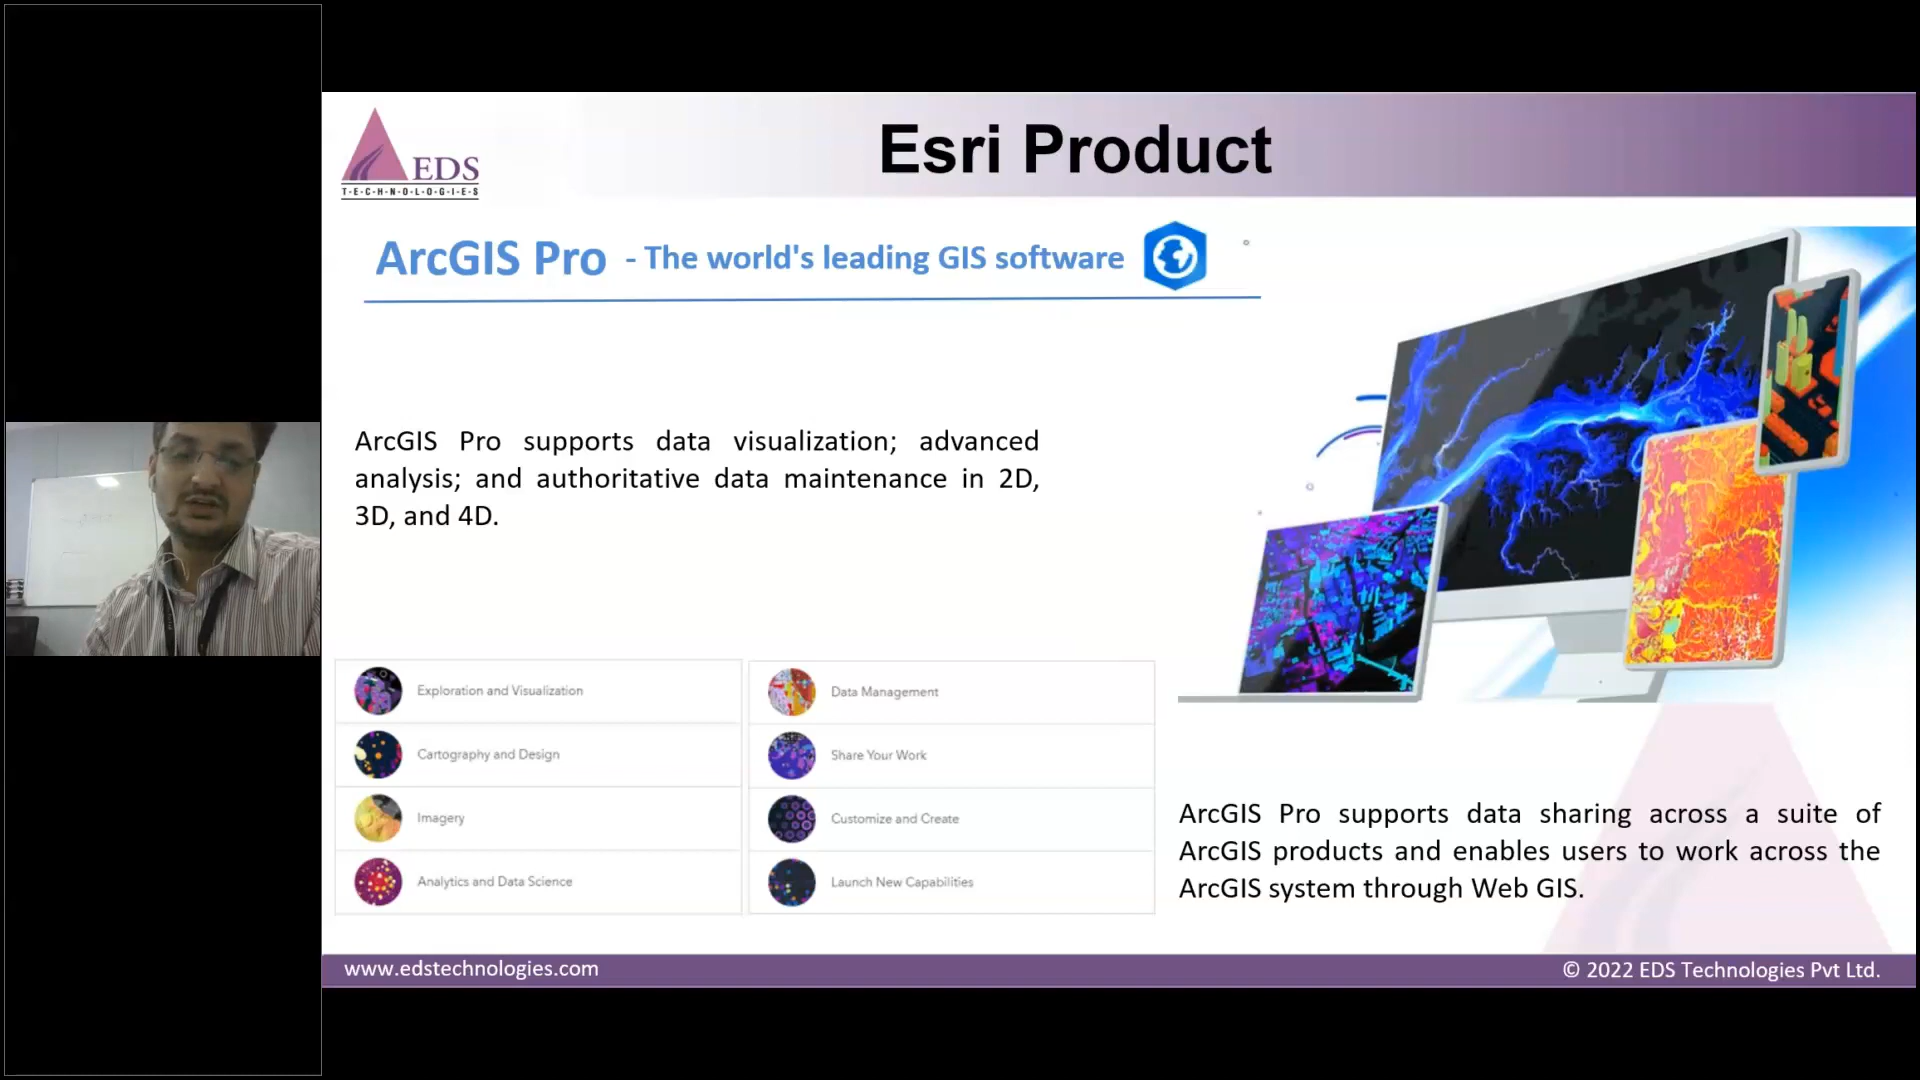 EDS
T·E·C·H·N·O·L·O·G·I·E·S
Esri Product
ArcGIS Pro - The world's leading GIS software
ArcGIS Pro supports data visualization; advanced
analysis; and authoritative data maintenance in 2D,
3D, and 4D.
Exploration and Visualization
Cartography and Design
Imagery
Analytics and Data Science
Data Management
Share Your Work
Customize and Create
Launch New Capabilities
ArcGIS Pro supports data sharing across a suite of
ArcGIS products and enables users to work across the
ArcGIS system through Web GIS.
www.edstechnologies.com
© 2022 EDS Technologies Pvt Ltd.